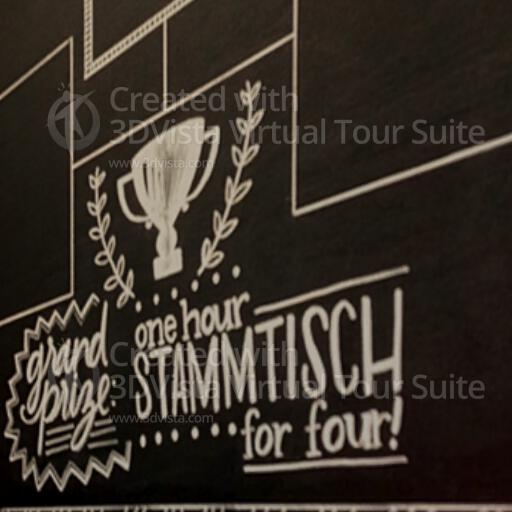 Created with
3DVista Virtual Tour Suite
www.3dvista.com
one hour
grand
prize:
STAMMTISCH
for four!
Created with
3DVista Virtual Tour Suite
www.3dvista.com